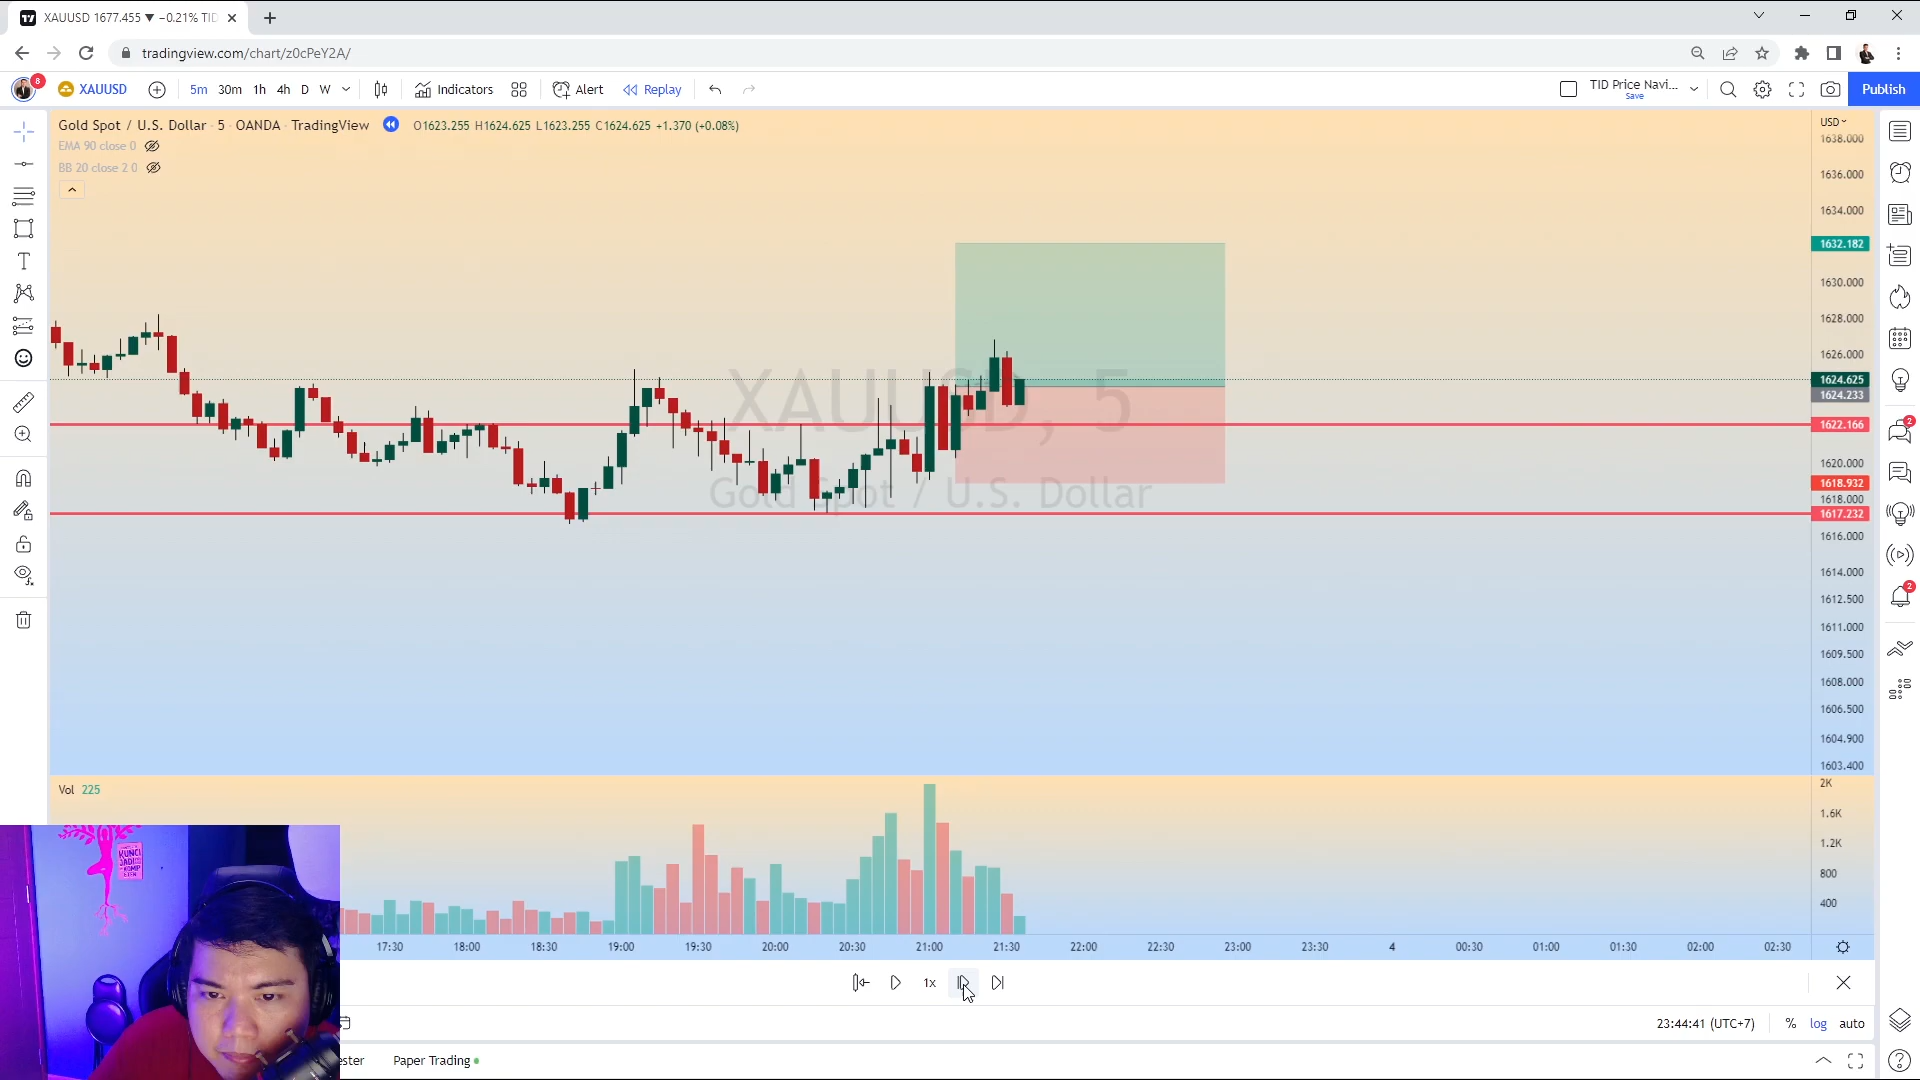 XAUUSD 1677.455 ▼ −0.21% TID
tradingview.com/chart/z0cPeY2A/
8
XAUUSD
5m 30m 1h 4h D W
Indicators
Alert
Replay
TID Price Navi...
Save
Publish
Gold Spot / U.S. Dollar · 5 · OANDA · TradingView
O1623.255 H1624.625 L1623.255 C1624.625 +1.370 (+0.08%)
EMA 90 close 0
BB 20 close 2 0
XAUUSD, 5
Gold Spot / U.S. Dollar
USD
1638.000
1636.000
1634.000
1632.182
1630.000
1628.000
1626.000
1624.625
1624.233
1622.166
1620.000
1618.932
1618.000
1617.232
1616.000
1614.000
1612.500
1611.000
1609.500
1608.000
1606.500
1604.900
1603.400
2
2
Vol 225
2K
1.6K
1.2K
800
400
KUNCI
JADI
KOMP
17:30 18:00 18:30 19:00 19:30 20:00 20:30 21:00 21:30 22:00 22:30 23:00 23:30 4 00:30 01:00 01:30 02:00 02:30
1x
23:44:41 (UTC+7)
% log auto
ester
Paper Trading